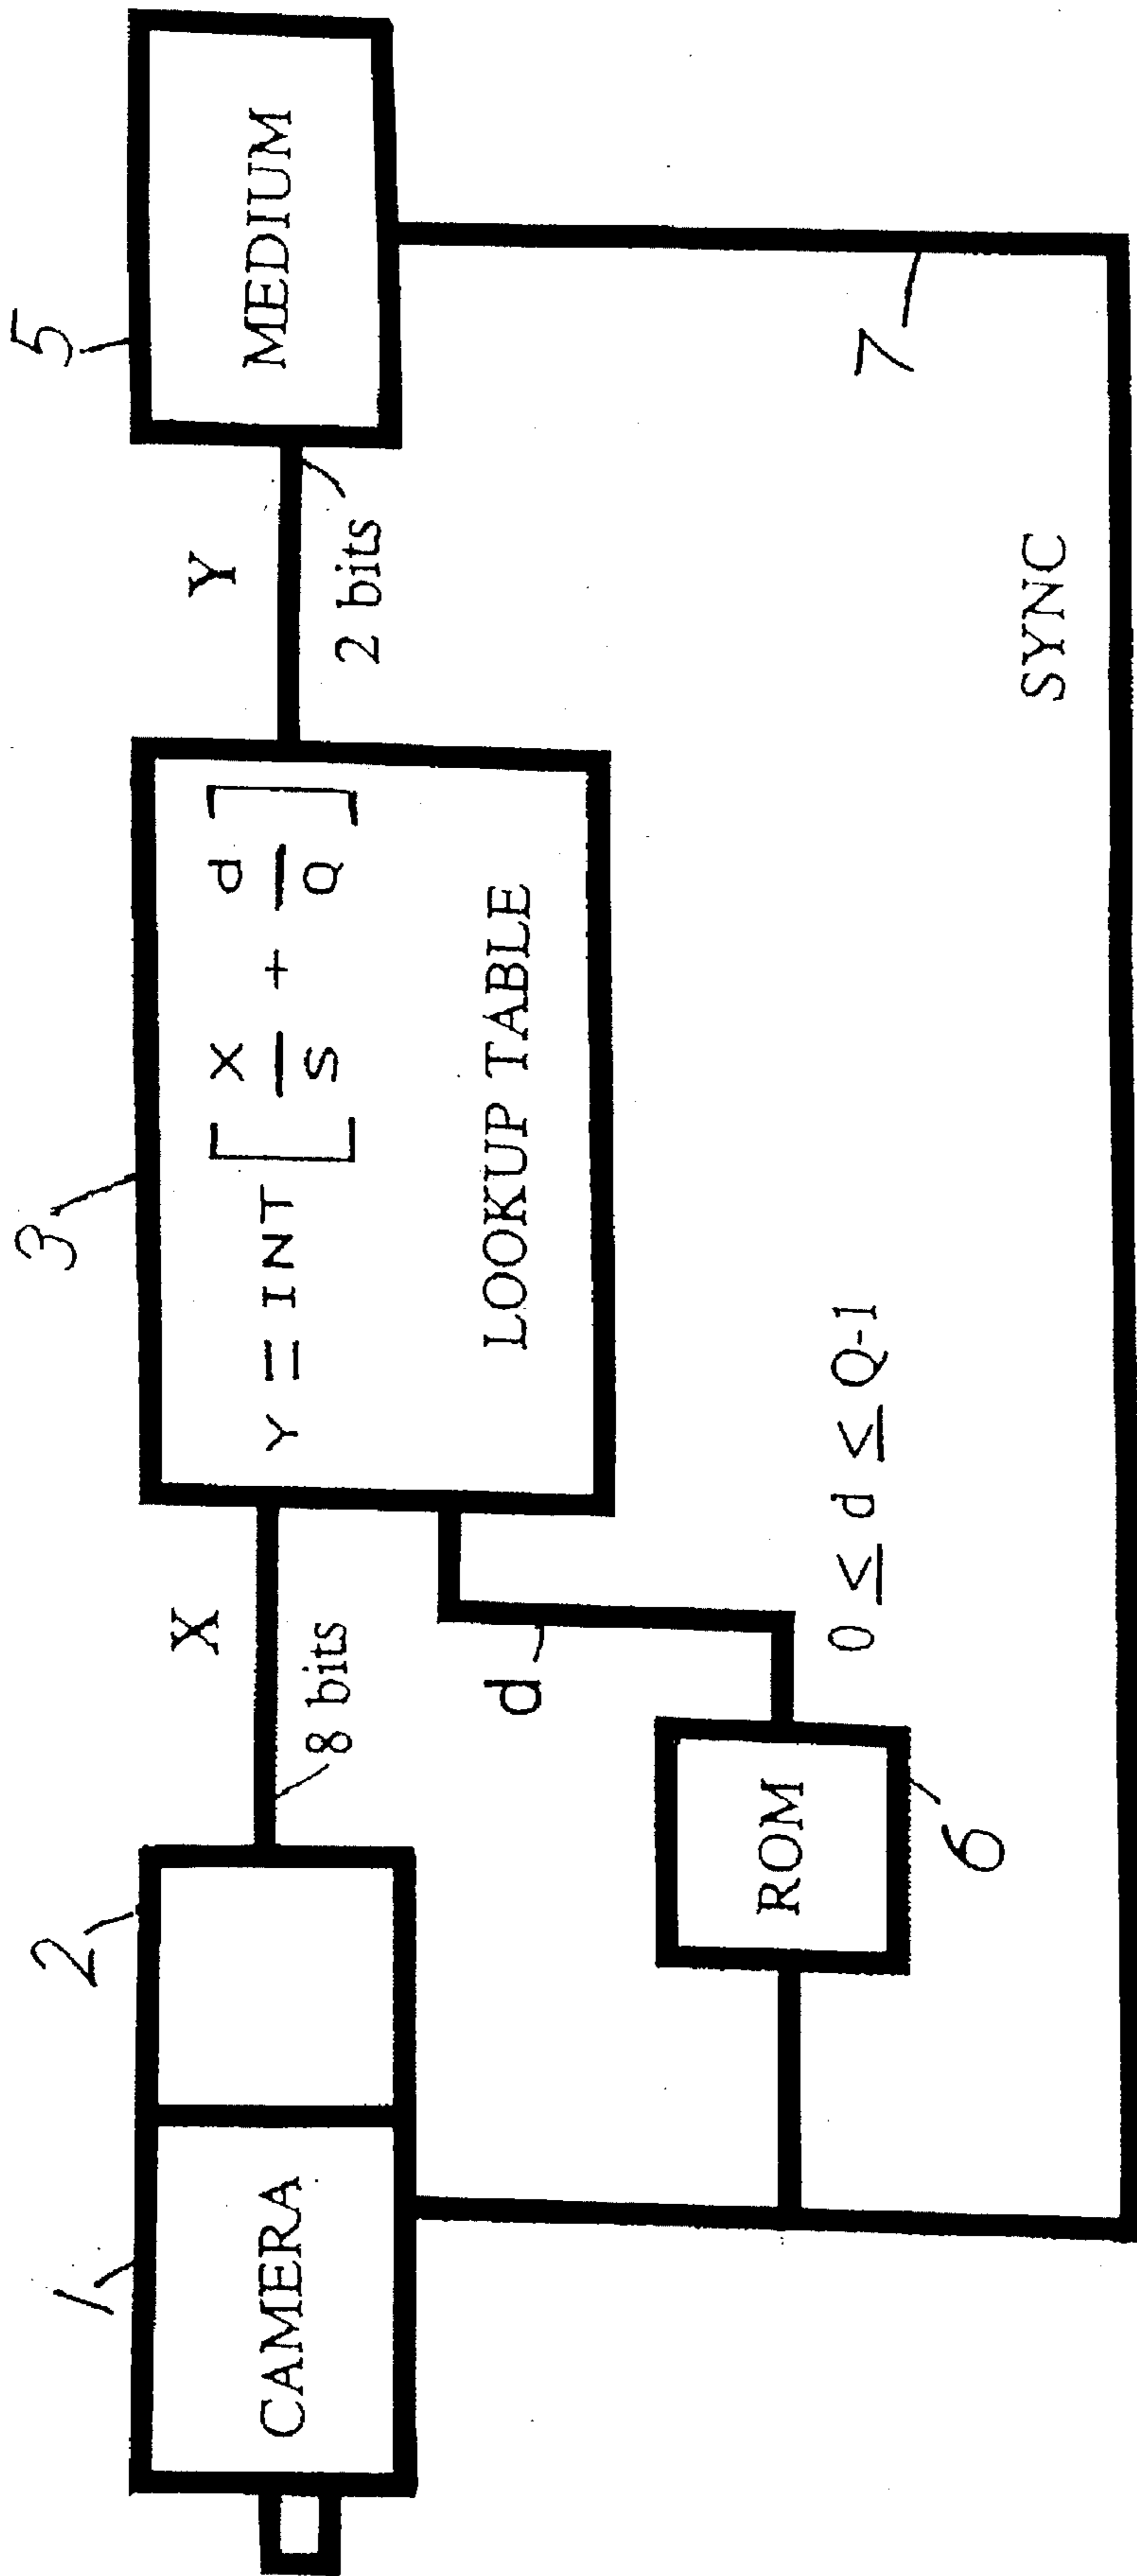 1
2
3
5
CAMERA
X
8 bits
Y = INT [ X/S + d/Q ]
LOOKUP TABLE
Y
2 bits
MEDIUM
d
ROM
6
0 ≤ d ≤ Q-1
7
SYNC